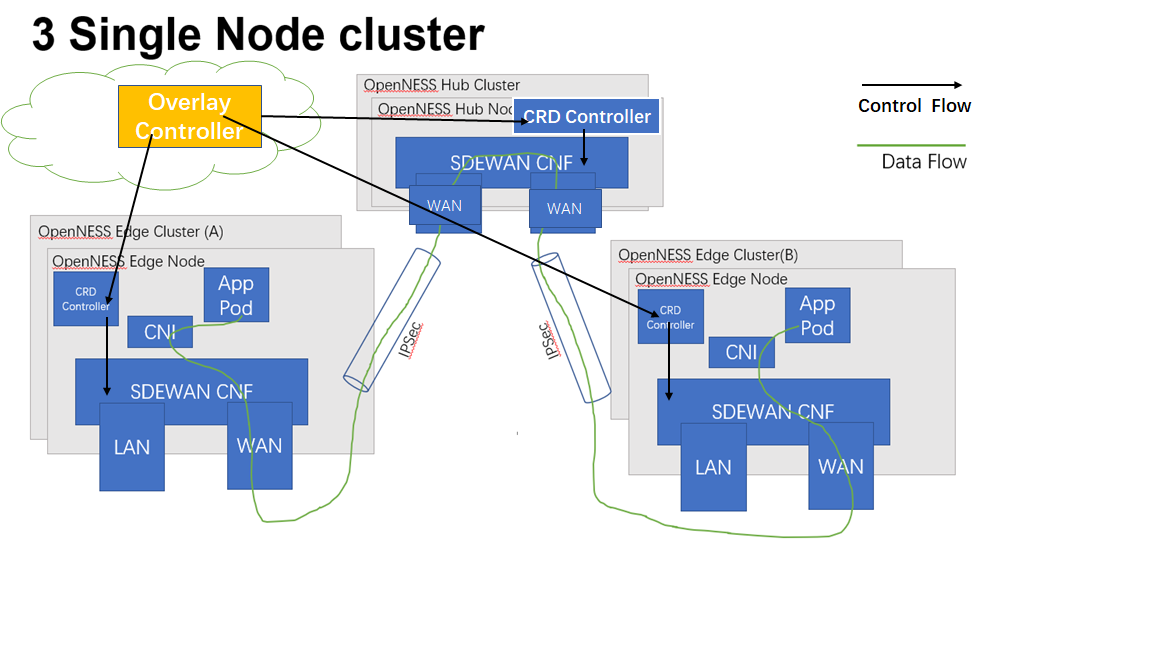 3 Single Node cluster
Overlay
Controller
OpenNESS Hub Cluster
OpenNESS Hub Noc
CRD Controller
SDEWAN CNF
WAN
WAN
Control Flow
Data Flow
OpenNESS Edge Cluster (A)
OpenNESS Edge Node
CRD
Controller
App
Pod
CNI
SDEWAN CNF
LAN
WAN
IPSec
IPSec
OpenNESS Edge Cluster(B)
OpenNESS Edge Node
CRD
Controller
App
Pod
CNI
SDEWAN CNF
LAN
WAN